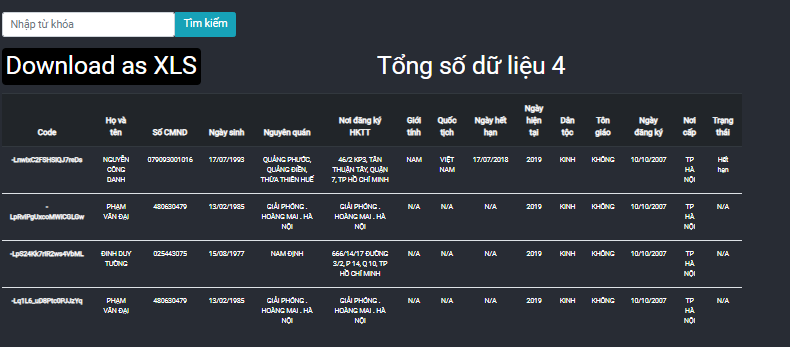 Nhập từ khóa Tìm kiếm
Download as XLS Tổng số dữ liệu 4
Code Họ và tên Số CMND Ngày sinh Nguyên quán Nơi đăng ký HKTT Giới tính Quốc tịch Ngày hết hạn Ngày hiện tại Dân tộc Tôn giáo Ngày đăng ký Nơi cấp Trạng thái
NGUYỄN CÔNG DANH 079093001016 17/07/1993 QUẢNG PHƯỚC, QUẢNG ĐIỀN, THỪA THIÊN HUẾ 46/2 KP3, TÂN THUẬN TÂY, QUẬN 7, TP HỒ CHÍ MINH NAM VIỆT NAM 17/07/2018 2019 KINH KHÔNG 10/10/2007 TP HÀ NỘI Hết hạn
PHẠM VĂN ĐẠI 480630479 13/02/1985 GIẢI PHÓNG . HOÀNG MAI . HÀ NỘI GIẢI PHÓNG . HOÀNG MAI . HÀ NỘI N/A N/A N/A 2019 KINH KHÔNG 10/10/2007 TP HÀ NỘI N/A
ĐINH DUY TƯỜNG 025443075 15/08/1977 NAM ĐỊNH 666/14/17 ĐƯỜNG 3/2, P 14, Q 10, TP HỒ CHÍ MINH N/A N/A N/A 2019 KINH KHÔNG 10/10/2007 TP HÀ NỘI N/A
PHẠM VĂN ĐẠI 480630479 13/02/1985 GIẢI PHÓNG . HOÀNG MAI . HÀ NỘI GIẢI PHÓNG . HOÀNG MAI . HÀ NỘI N/A N/A N/A 2019 KINH KHÔNG 10/10/2007 TP HÀ NỘI N/A